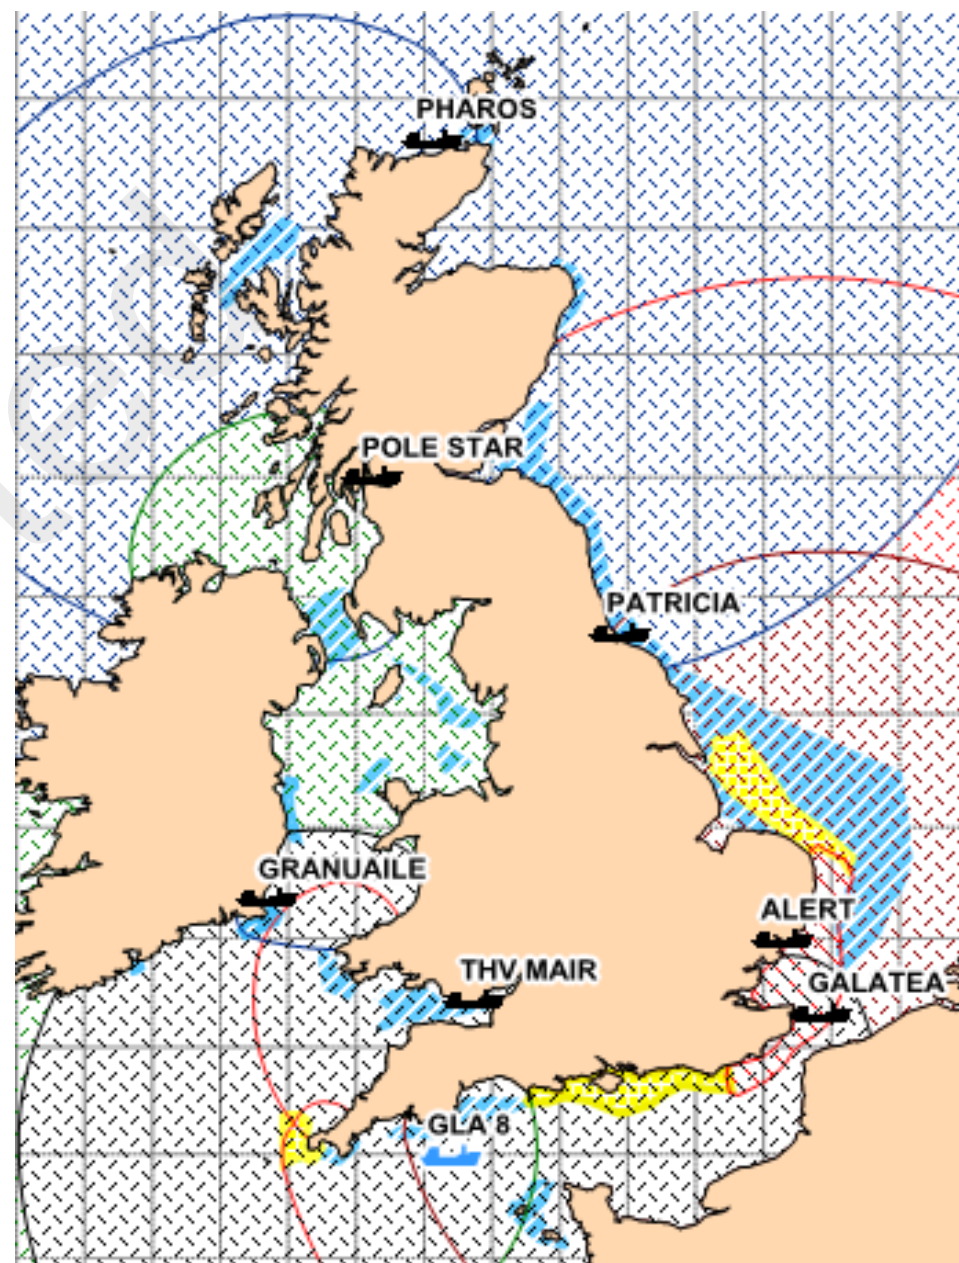 PHAROS
POLE STAR
PATRICIA
GRANUAILE
ALERT
THV MAIR
GALATEA
GLA 8